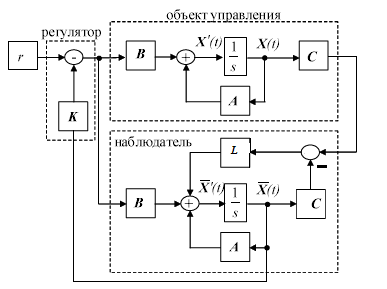 объект управления
регулятор
r
-
B
+
X'(t)
1
s
X(t)
C
A
K
наблюдатель
L
-
B
+
X̅'(t)
1
s
X̅(t)
C
A